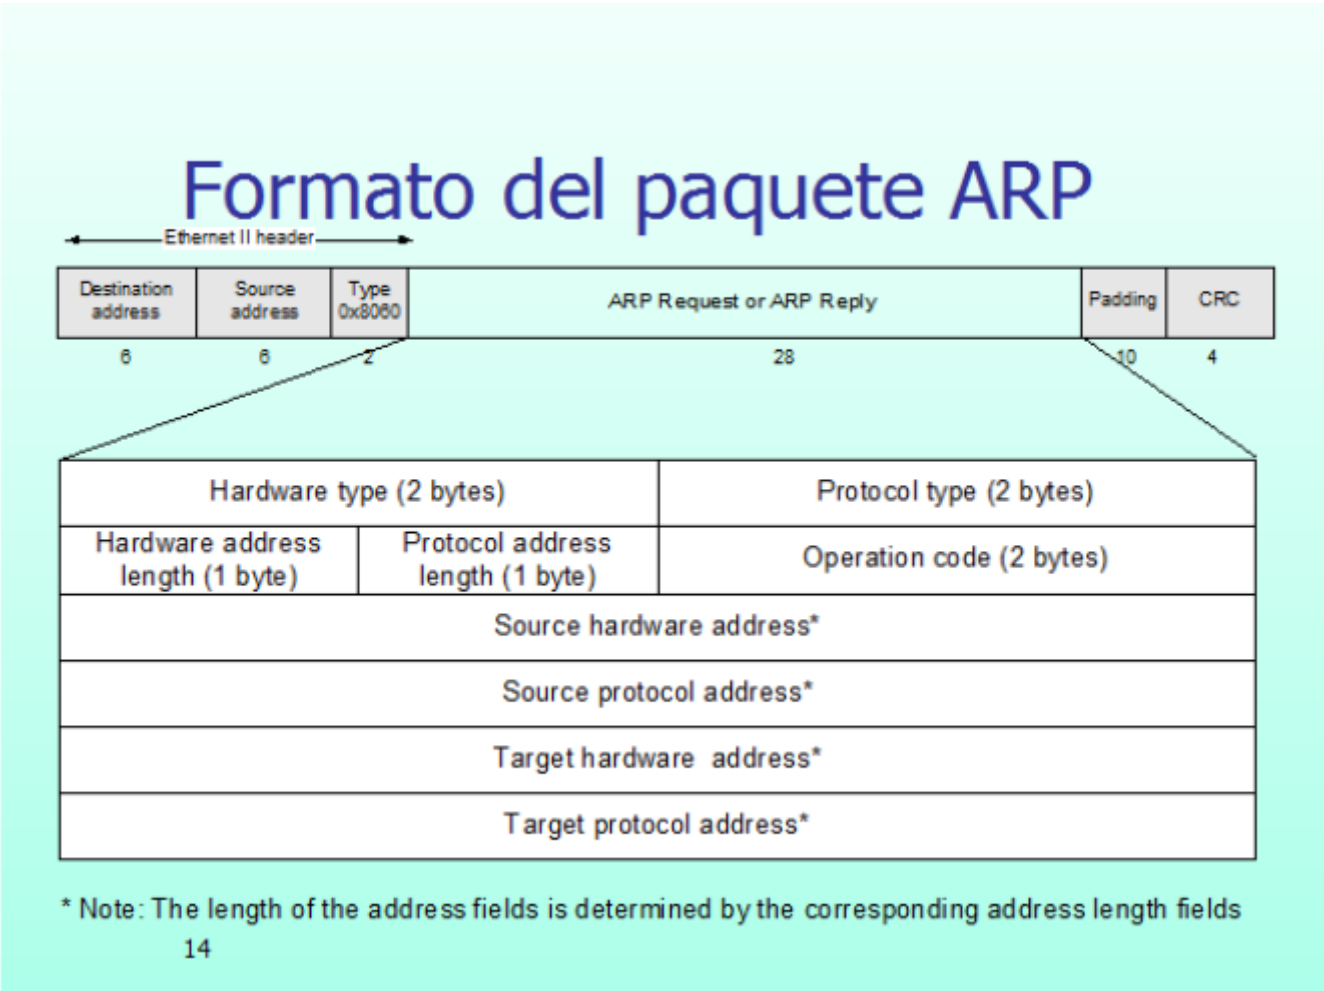 Formato del paquete ARP
Ethernet II header
Destination
address
Source
address
Type
0x8060
ARP Request or ARP Reply
Padding
CRC
6
6
2
28
10
4
Hardware type (2 bytes)
Protocol type (2 bytes)
Hardware address
length (1 byte)
Protocol address
length (1 byte)
Operation code (2 bytes)
Source hardware address*
Source protocol address*
Target hardware address*
Target protocol address*
* Note: The length of the address fields is determined by the corresponding address length fields
14